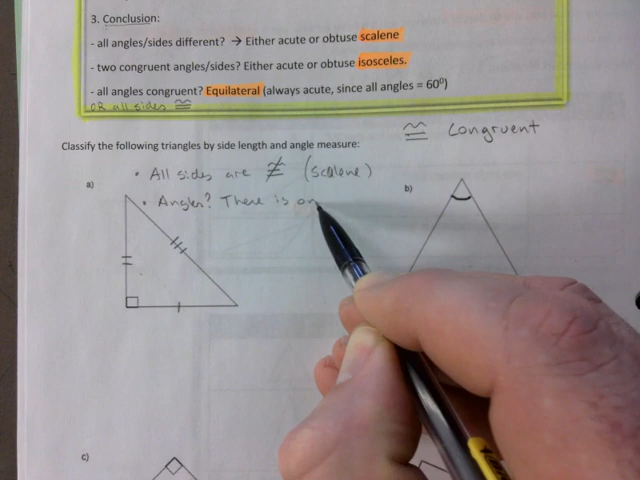 3. Conclusion:
- all angles/sides different? → Either acute or obtuse scalene
- two congruent angles/sides? Either acute or obtuse isosceles.
- all angles congruent? Equilateral (always acute, since all angles = 60⁰)
OR all sides ≅
≅ congruent
Classify the following triangles by side length and angle measure:
• All sides are ≇ (scalene)
a)
b)
• Angles? There is on
c)